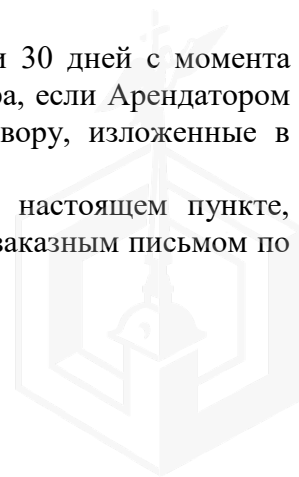 и 30 дней с момента
ра, если Арендатором
вору, изложенные в
настоящем пункте,
заказным письмом по